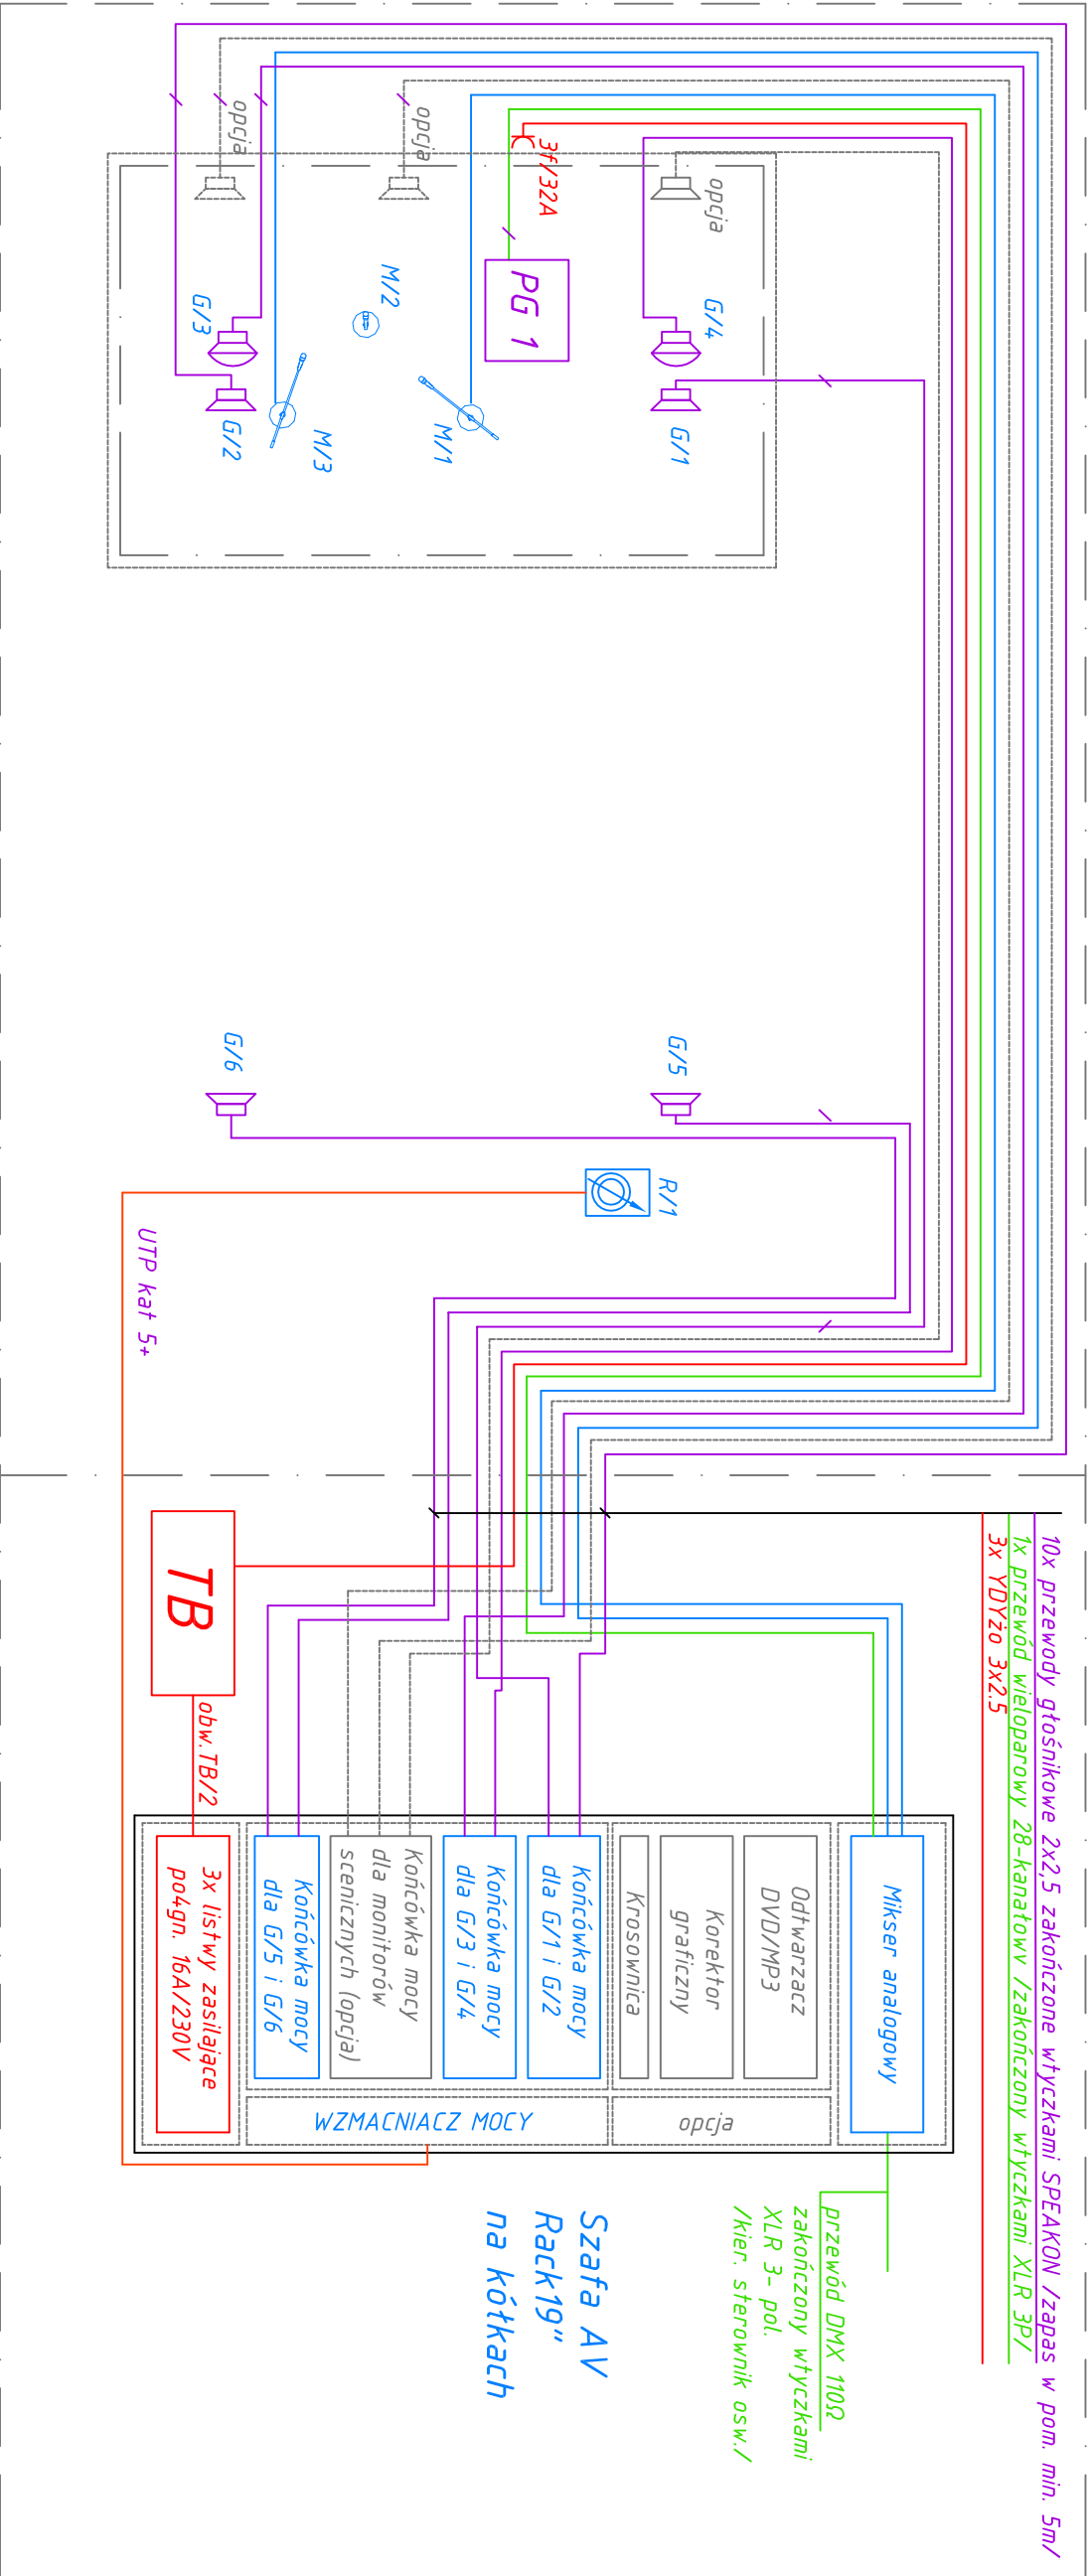 10x przewody głośnikowe 2x2,5 zakończone wtyczkami SPEAKON /zapas w pom. min. 5m/
1x przewód wieloparowy 28-kanałowy /zakończony wtyczkami XLR 3P/
3x YDYżo 3x2.5
opcja
opcja
opcja
3f/32A
PG 1
G/4
G/1
M/2
M/1
M/3
G/3
G/2
G/5
G/6
R/1
UTP kat 5+
TB
obw.TB/2
Mikser analogowy
Odtwarzacz
DVD/MP3
Korektor
graficzny
Krosownica
opcja
Końcówka mocy
dla G/1 i G/2
Końcówka mocy
dla G/3 i G/4
Końcówka mocy
dla monitorów
scenicznych (opcja)
Końcówka mocy
dla G/5 i G/6
WZMACNIACZ MOCY
3x listwy zasilające
po4gn. 16A/230V
przewód DMX 110Ω
zakończony wtyczkami
XLR 3- pol.
/kier. sterownik osw./
Szafa AV
Rack19"
na kółkach